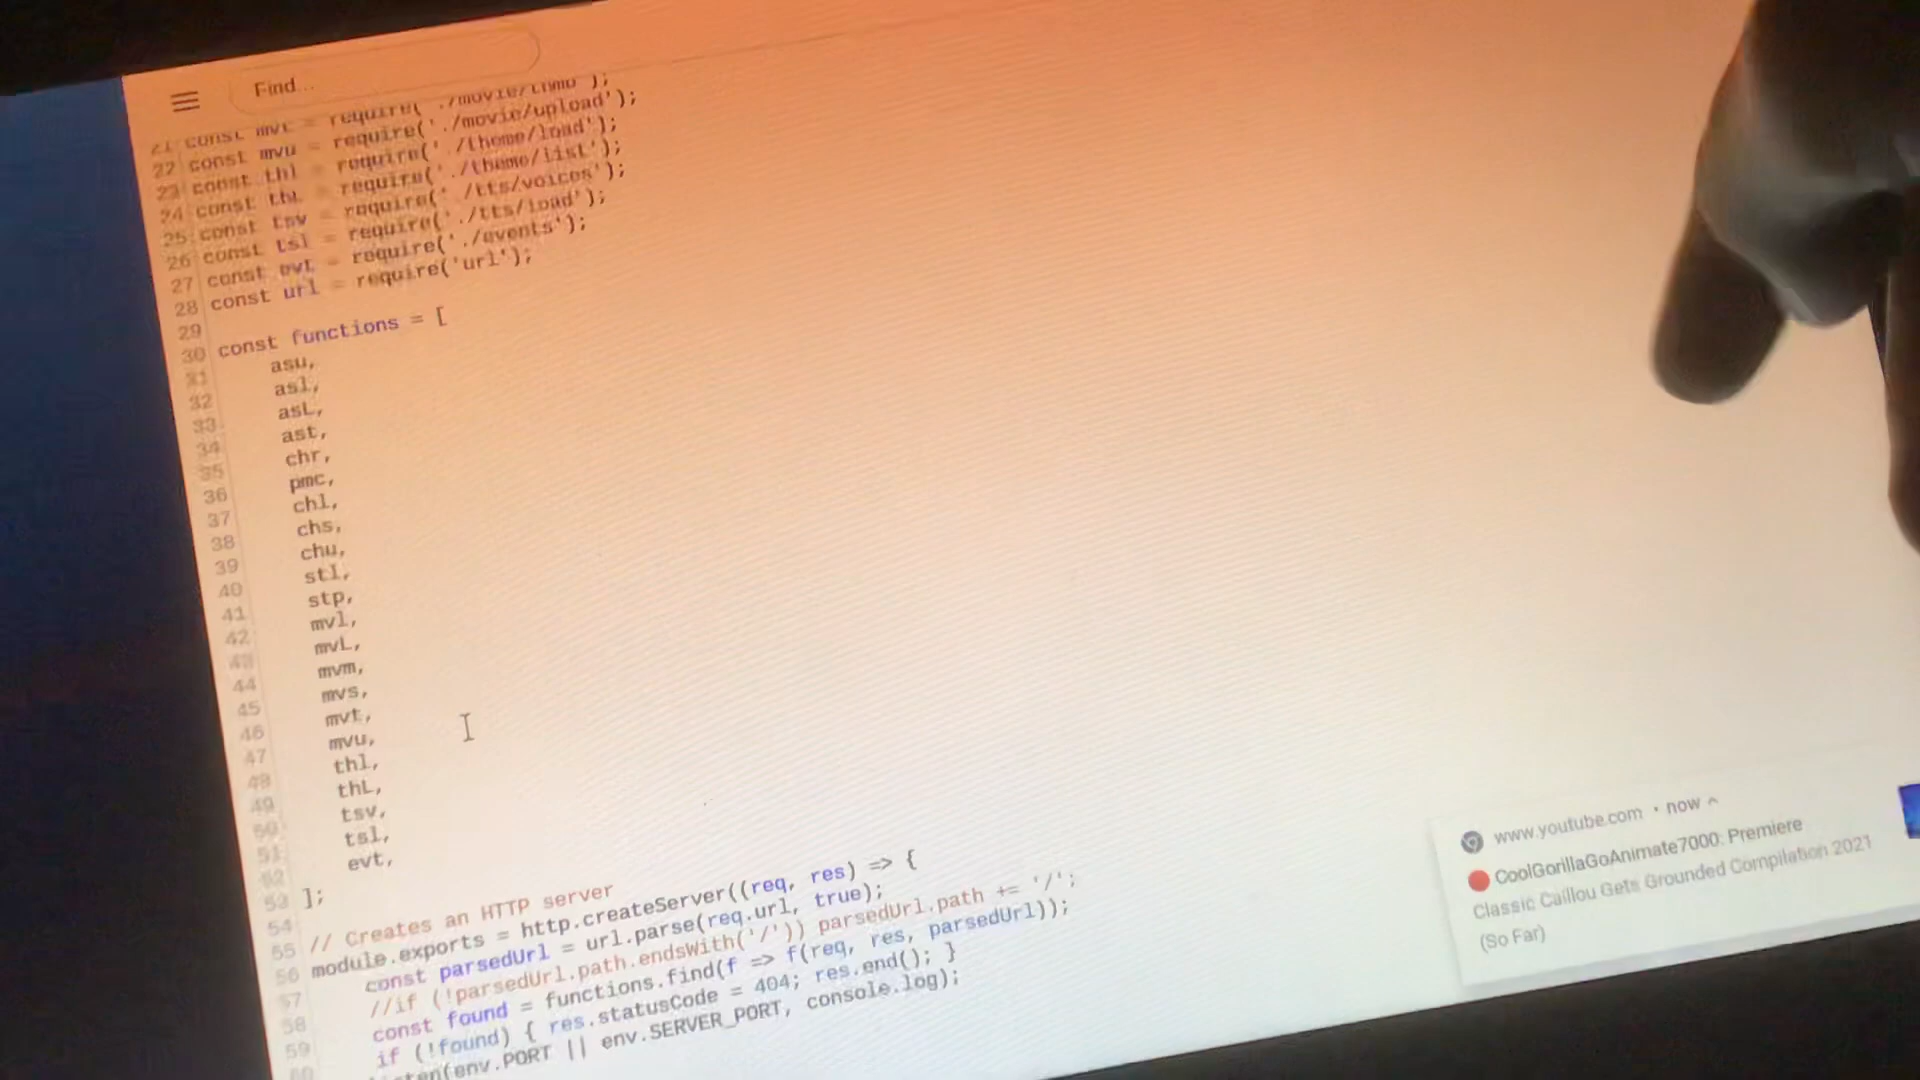 Find...
21 const mvt = require('./movie/thmb');
22 const mvu = require('./movie/upload');
23 const thl = require('./theme/load');
24 const thL = require('./theme/list');
25 const tsv = require('./tts/voices');
26 const tsl = require('./tts/load');
27 const evt = require('./events');
28 const url = require('url');
29
30 const functions = [
31 asu,
32 asl,
33 asL,
34 ast,
35 chr,
36 pmc,
37 chl,
38 chs,
39 chu,
40 stl,
41 stp,
42 mvl,
43 mvL,
44 mvm,
45 mvs,
46 mvt,
47 mvu,
48 thl,
49 thL,
50 tsv,
51 tsl,
52 evt,
53 ];
54
55 // Creates an HTTP server
56 module.exports = http.createServer((req, res) => {
57 const parsedUrl = url.parse(req.url, true);
58 //if (!parsedUrl.path.endsWith('/')) parsedUrl.path += '/';
59 const found = functions.find(f => f(req, res, parsedUrl));
60 if (!found) { res.statusCode = 404; res.end(); }
listen(env.PORT || env.SERVER_PORT, console.log);
www.youtube.com • now
CoolGorillaGoAnimate7000: Premiere
Classic Caillou Gets Grounded Compilation 2021
(So Far)